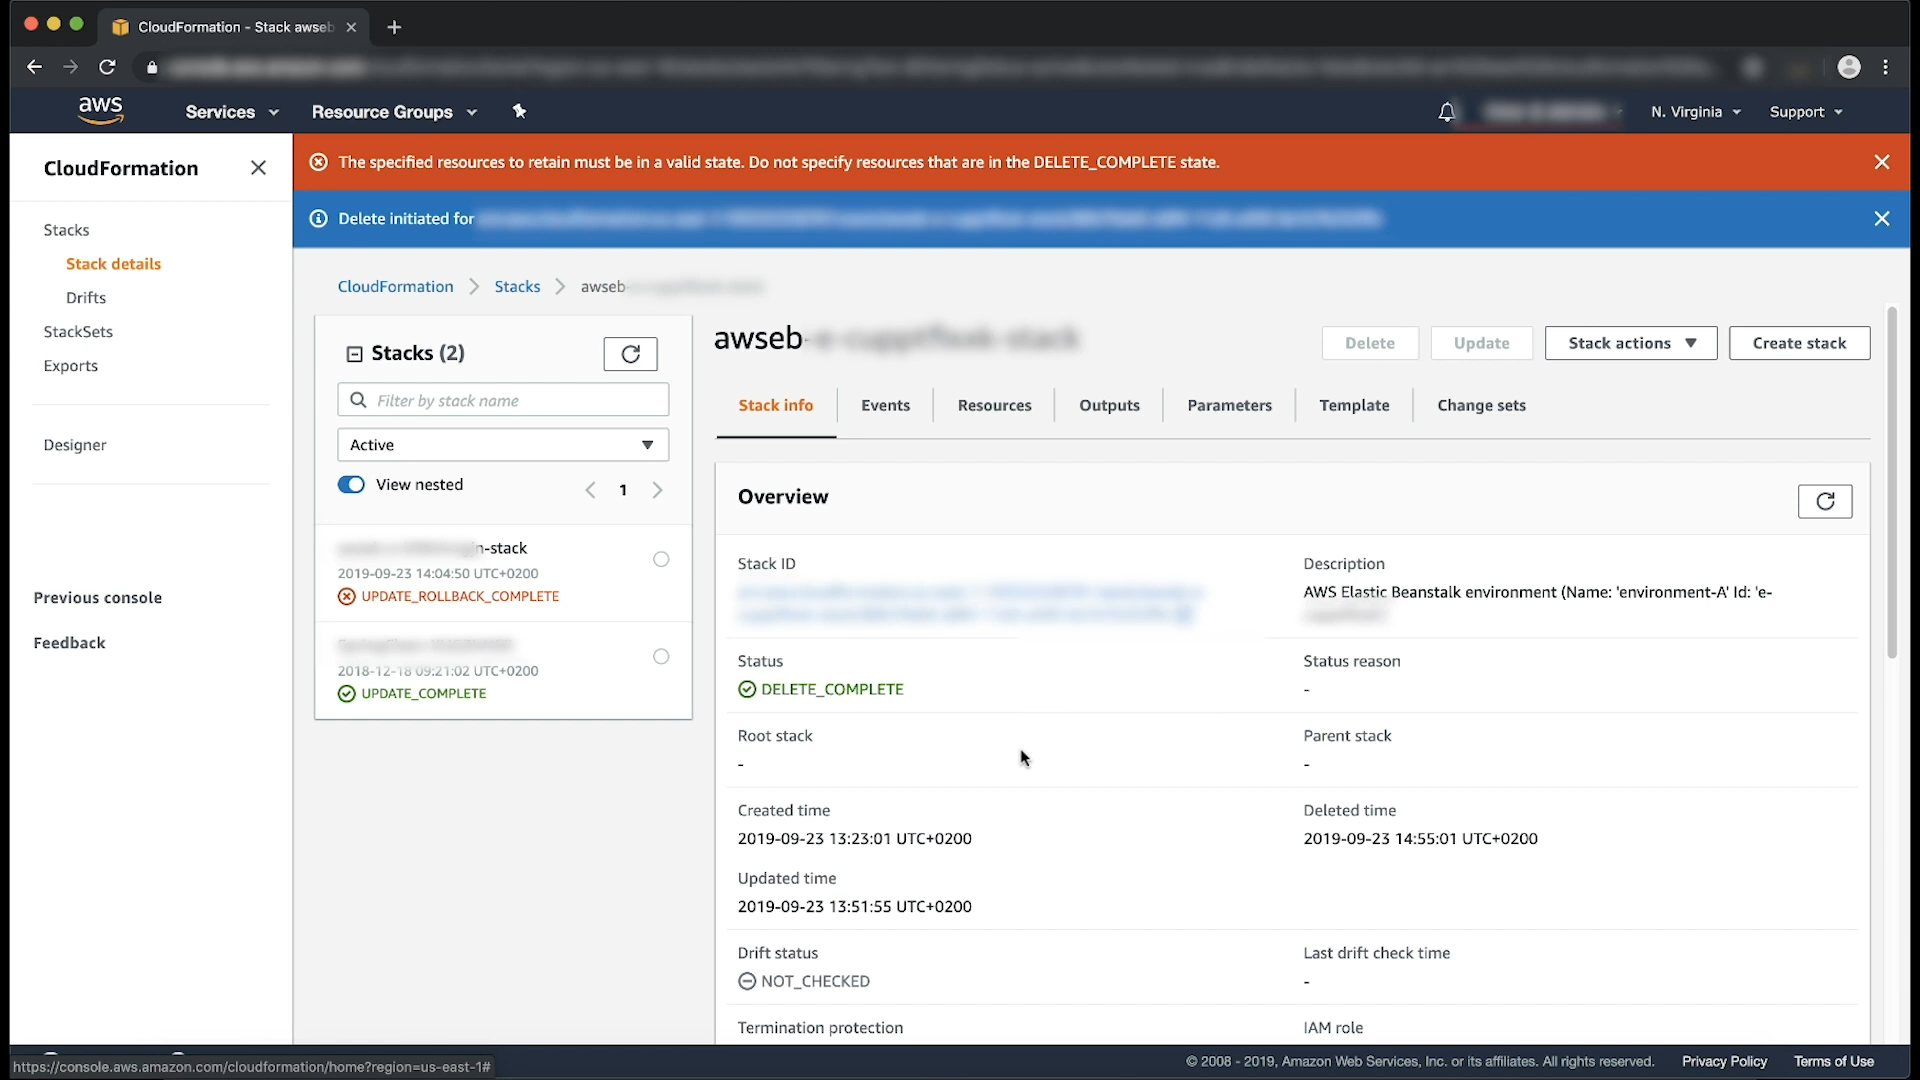 CloudFormation - Stack awseb
aws
Services
Resource Groups
N. Virginia
Support
CloudFormation
Stacks
Stack details
Drifts
StackSets
Exports
Designer
Previous console
Feedback
The specified resources to retain must be in a valid state. Do not specify resources that are in the DELETE_COMPLETE state.
Delete initiated for
CloudFormation
Stacks
awseb
Stacks (2)
Filter by stack name
Active
View nested
1
n-stack
2019-09-23 14:04:50 UTC+0200
UPDATE_ROLLBACK_COMPLETE
2018-12-18 09:21:02 UTC+0200
UPDATE_COMPLETE
awseb-
Delete
Update
Stack actions
Create stack
Stack info
Events
Resources
Outputs
Parameters
Template
Change sets
Overview
Stack ID
Description
AWS Elastic Beanstalk environment (Name: 'environment-A' Id: 'e-
Status
DELETE_COMPLETE
Status reason
-
Root stack
-
Parent stack
-
Created time
2019-09-23 13:23:01 UTC+0200
Deleted time
2019-09-23 14:55:01 UTC+0200
Updated time
2019-09-23 13:51:55 UTC+0200
Drift status
NOT_CHECKED
Last drift check time
-
Termination protection
IAM role
https://console.aws.amazon.com/cloudformation/home?region=us-east-1#
© 2008 - 2019, Amazon Web Services, Inc. or its affiliates. All rights reserved.
Privacy Policy
Terms of Use